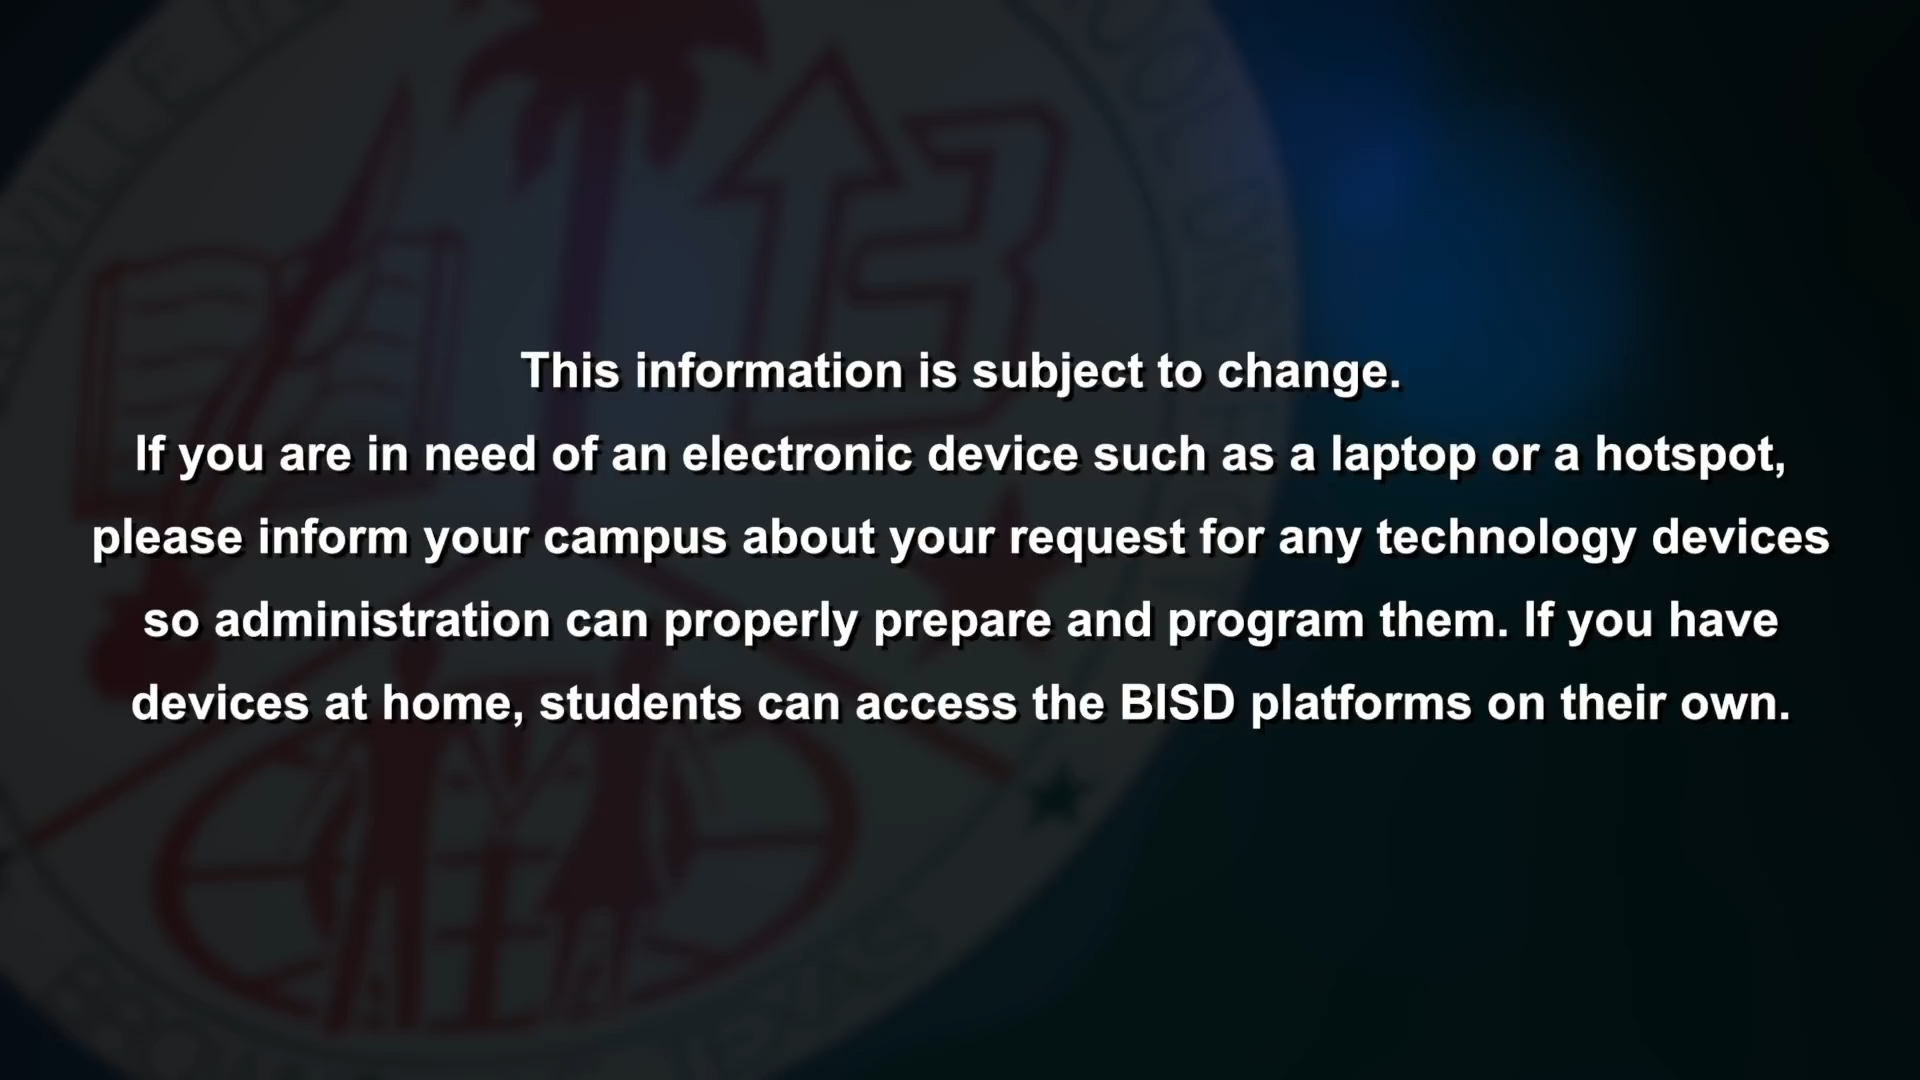 This information is subject to change.
If you are in need of an electronic device such as a laptop or a hotspot,
please inform your campus about your request for any technology devices
so administration can properly prepare and program them. If you have
devices at home, students can access the BISD platforms on their own.